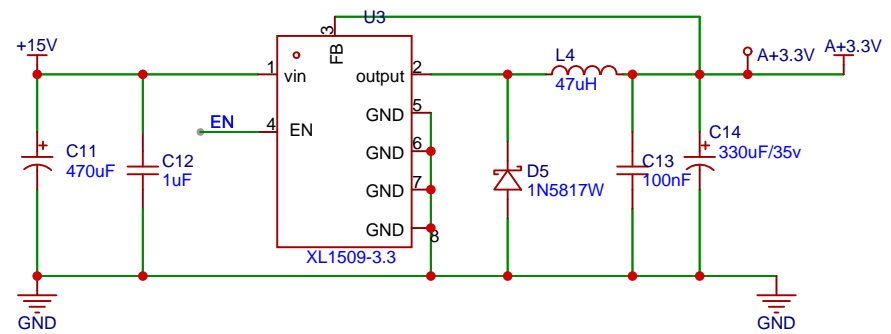 U3
3
+15V
FB
A+3.3V
A+3.3V
1
vin
output
2
L4
47uH
EN
4
EN
GND
5
C11
470uF
C12
1uF
GND
6
D5
1N5817W
C13
100nF
C14
330uF/35v
GND
7
GND
8
XL1509-3.3
GND
GND